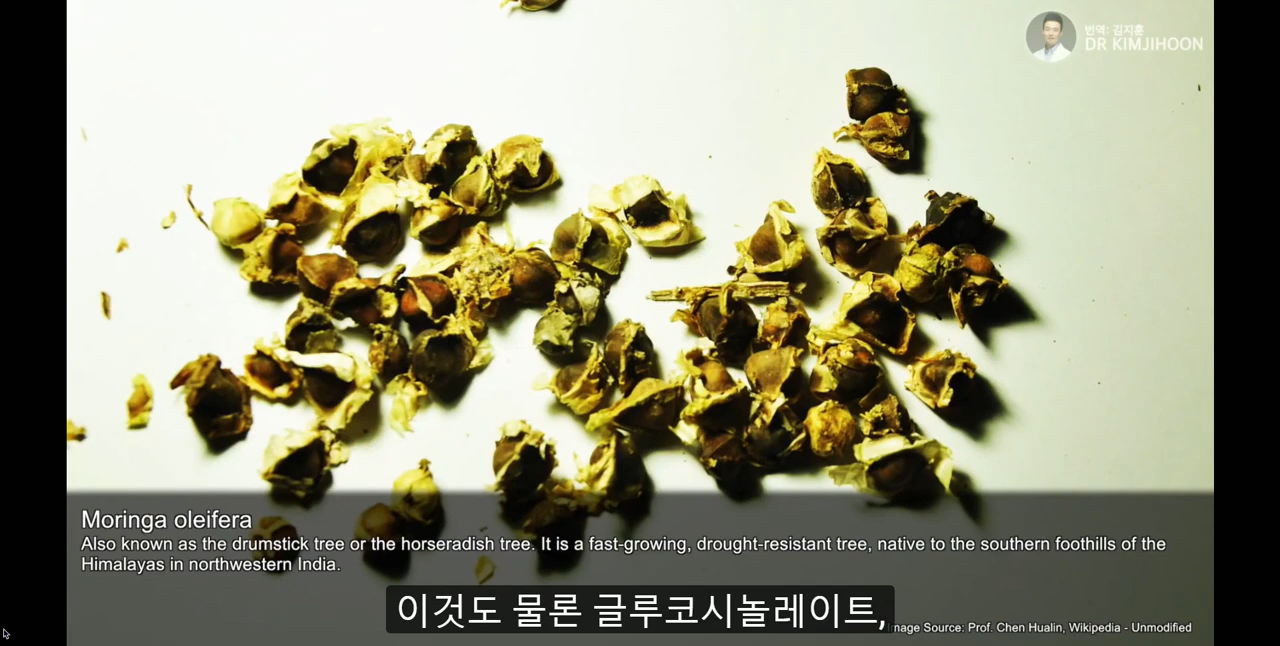 번역: 김지훈
DR KIMJIHOON
Moringa oleifera
Also known as the drumstick tree or the horseradish tree. It is a fast-growing, drought-resistant tree, native to the southern foothills of the
Himalayas in northwestern India.
이것도 물론 글루코시놀레이트,
Image Source: Prof. Chen Hualin, Wikipedia - Unmodified